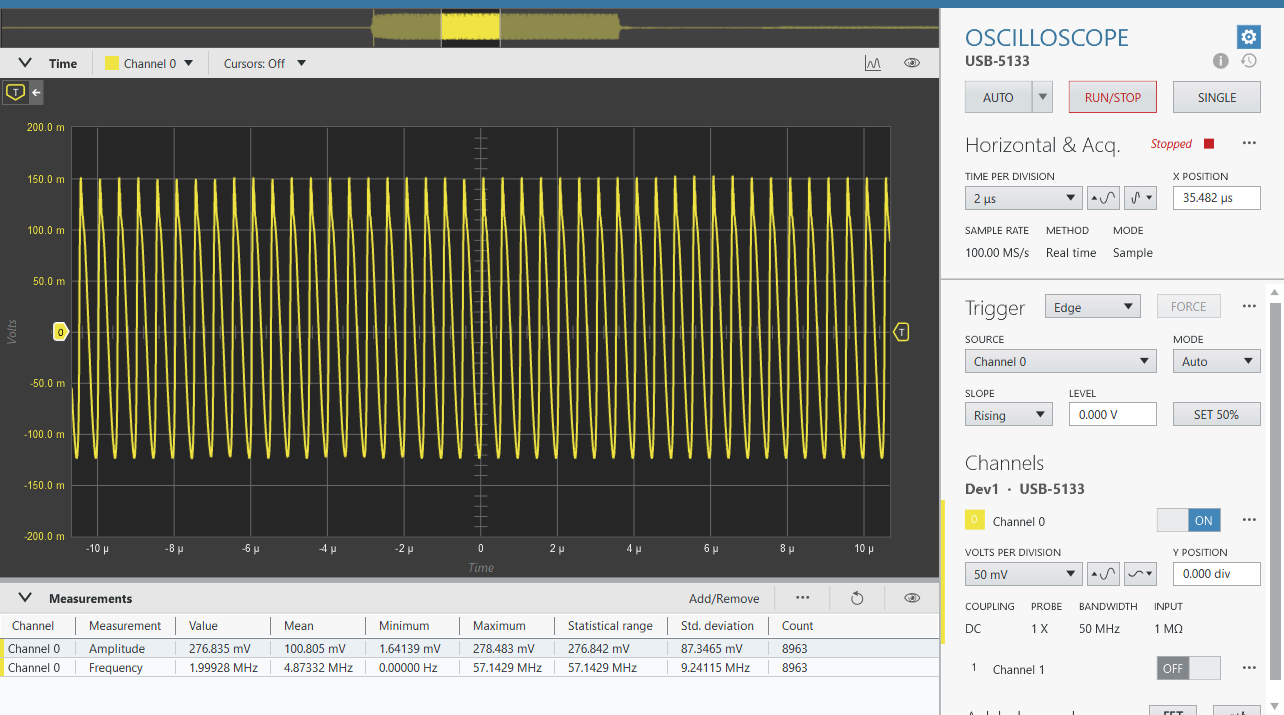 Time
Channel 0
Cursors: Off
T
200.0 m
150.0 m
100.0 m
50.0 m
0
-50.0 m
-100.0 m
-150.0 m
-200.0 m
Volts
T
-10 µ -8 µ -6 µ -4 µ -2 µ 0 2 µ 4 µ 6 µ 8 µ 10 µ
Time
Measurements
Add/Remove
Channel Measurement Value Mean Minimum Maximum Statistical range Std. deviation Count
Channel 0 Amplitude 276.835 mV 100.805 mV 1.64139 mV 278.483 mV 276.842 mV 87.3465 mV 8963
Channel 0 Frequency 1.99928 MHz 4.87332 MHz 0.00000 Hz 57.1429 MHz 57.1429 MHz 9.24115 MHz 8963
OSCILLOSCOPE
USB-5133
AUTO RUN/STOP SINGLE
Horizontal & Acq. Stopped
TIME PER DIVISION X POSITION
2 µs 35.482 µs
SAMPLE RATE METHOD MODE
100.00 MS/s Real time Sample
Trigger Edge FORCE
SOURCE MODE
Channel 0 Auto
SLOPE LEVEL
Rising 0.000 V SET 50%
Channels
Dev1 · USB-5133
0 Channel 0 ON
VOLTS PER DIVISION Y POSITION
50 mV 0.000 div
COUPLING PROBE BANDWIDTH INPUT
DC 1 X 50 MHz 1 MΩ
1 Channel 1 OFF